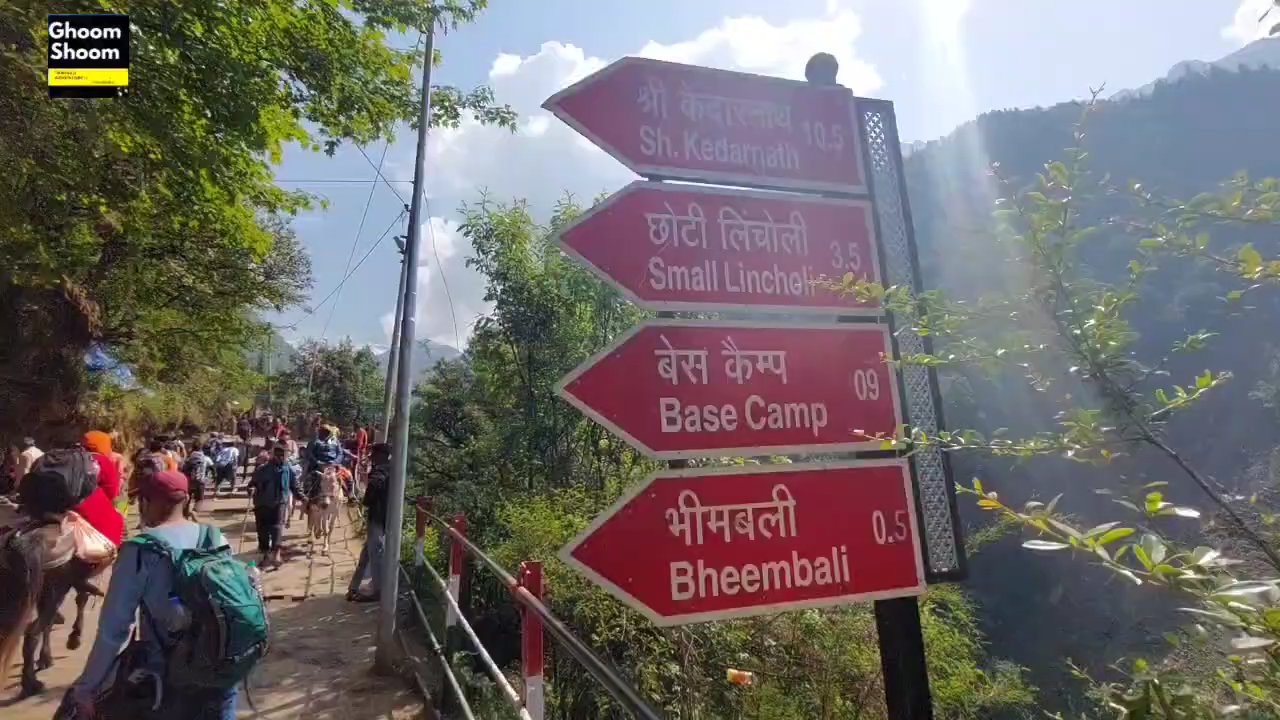 Ghoom
Shoom
श्री केदारनाथ 10.5
Sh. Kedarnath
छोटी लिंचोली 3.5
Small Lincholi
बेस कैम्प 09
Base Camp
भीमबली 0.5
Bheembali